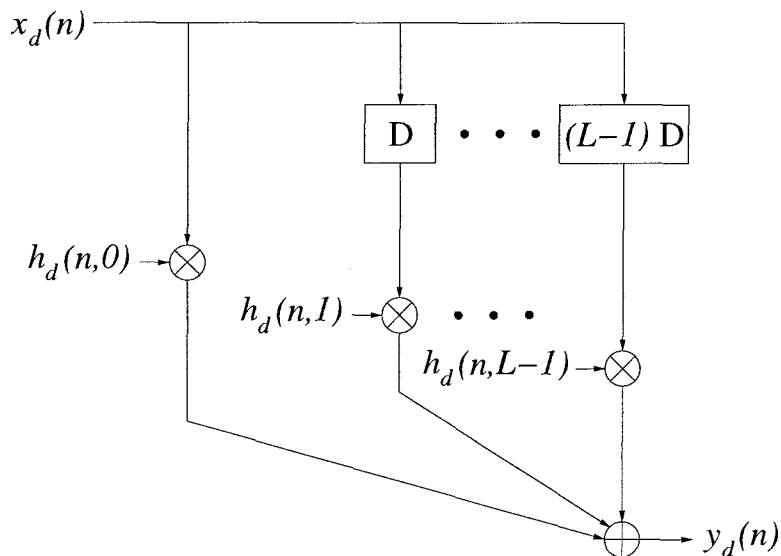 x_d(n)
D
(L−1) D
h_d(n,0)
h_d(n,1)
h_d(n,L−1)
y_d(n)